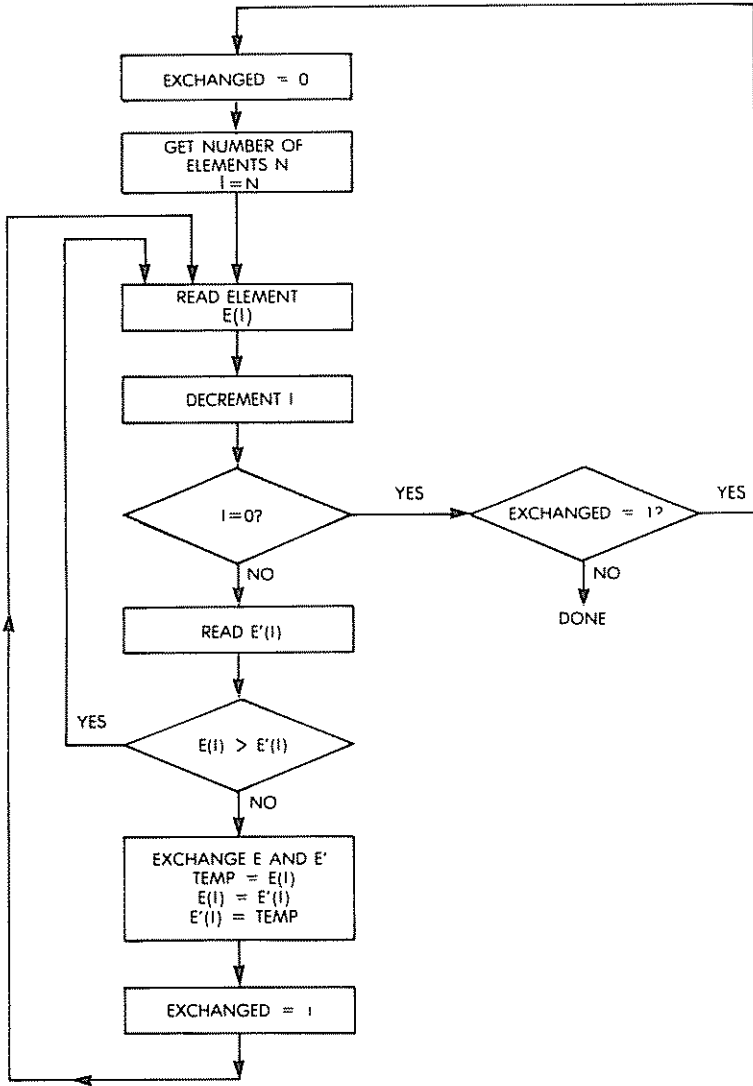 EXCHANGED = 0
GET NUMBER OF
ELEMENTS N
I=N
READ ELEMENT
E(I)
DECREMENT I
I=0?
YES
EXCHANGED = 1?
YES
NO
DONE
NO
READ E'(I)
YES
E(I) > E'(I)
NO
EXCHANGE E AND E'
TEMP = E(I)
E(I) = E'(I)
E'(I) = TEMP
EXCHANGED = 1